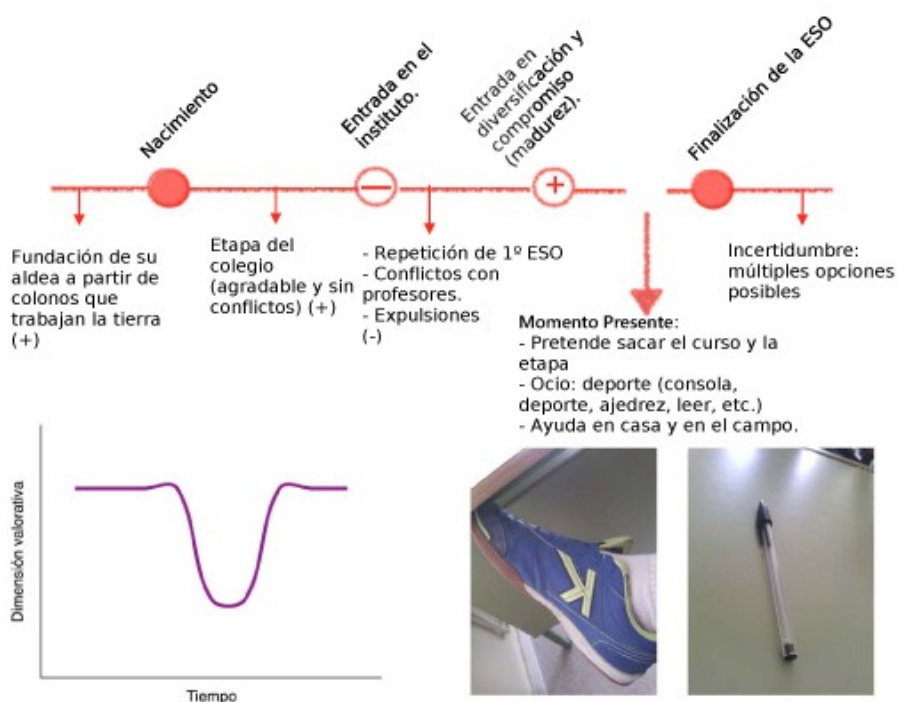 Nacimiento
Entrada en el
instituto.
Entrada en
diversificación y
compromiso
(madurez).
Finalización de la ESO
Fundación de su
aldea a partir de
colonos que
trabajan la tierra
(+)
Etapa del
colegio
(agradable y sin
conflictos) (+)
- Repetición de 1º ESO
- Conflictos con
profesores.
- Expulsiones
(-)
Incertidumbre:
múltiples opciones
posibles
Momento Presente:
- Pretende sacar el curso y la
etapa
- Ocio: deporte (consola,
deporte, ajedrez, leer, etc.)
- Ayuda en casa y en el campo.
Dimensión valorativa
Tiempo